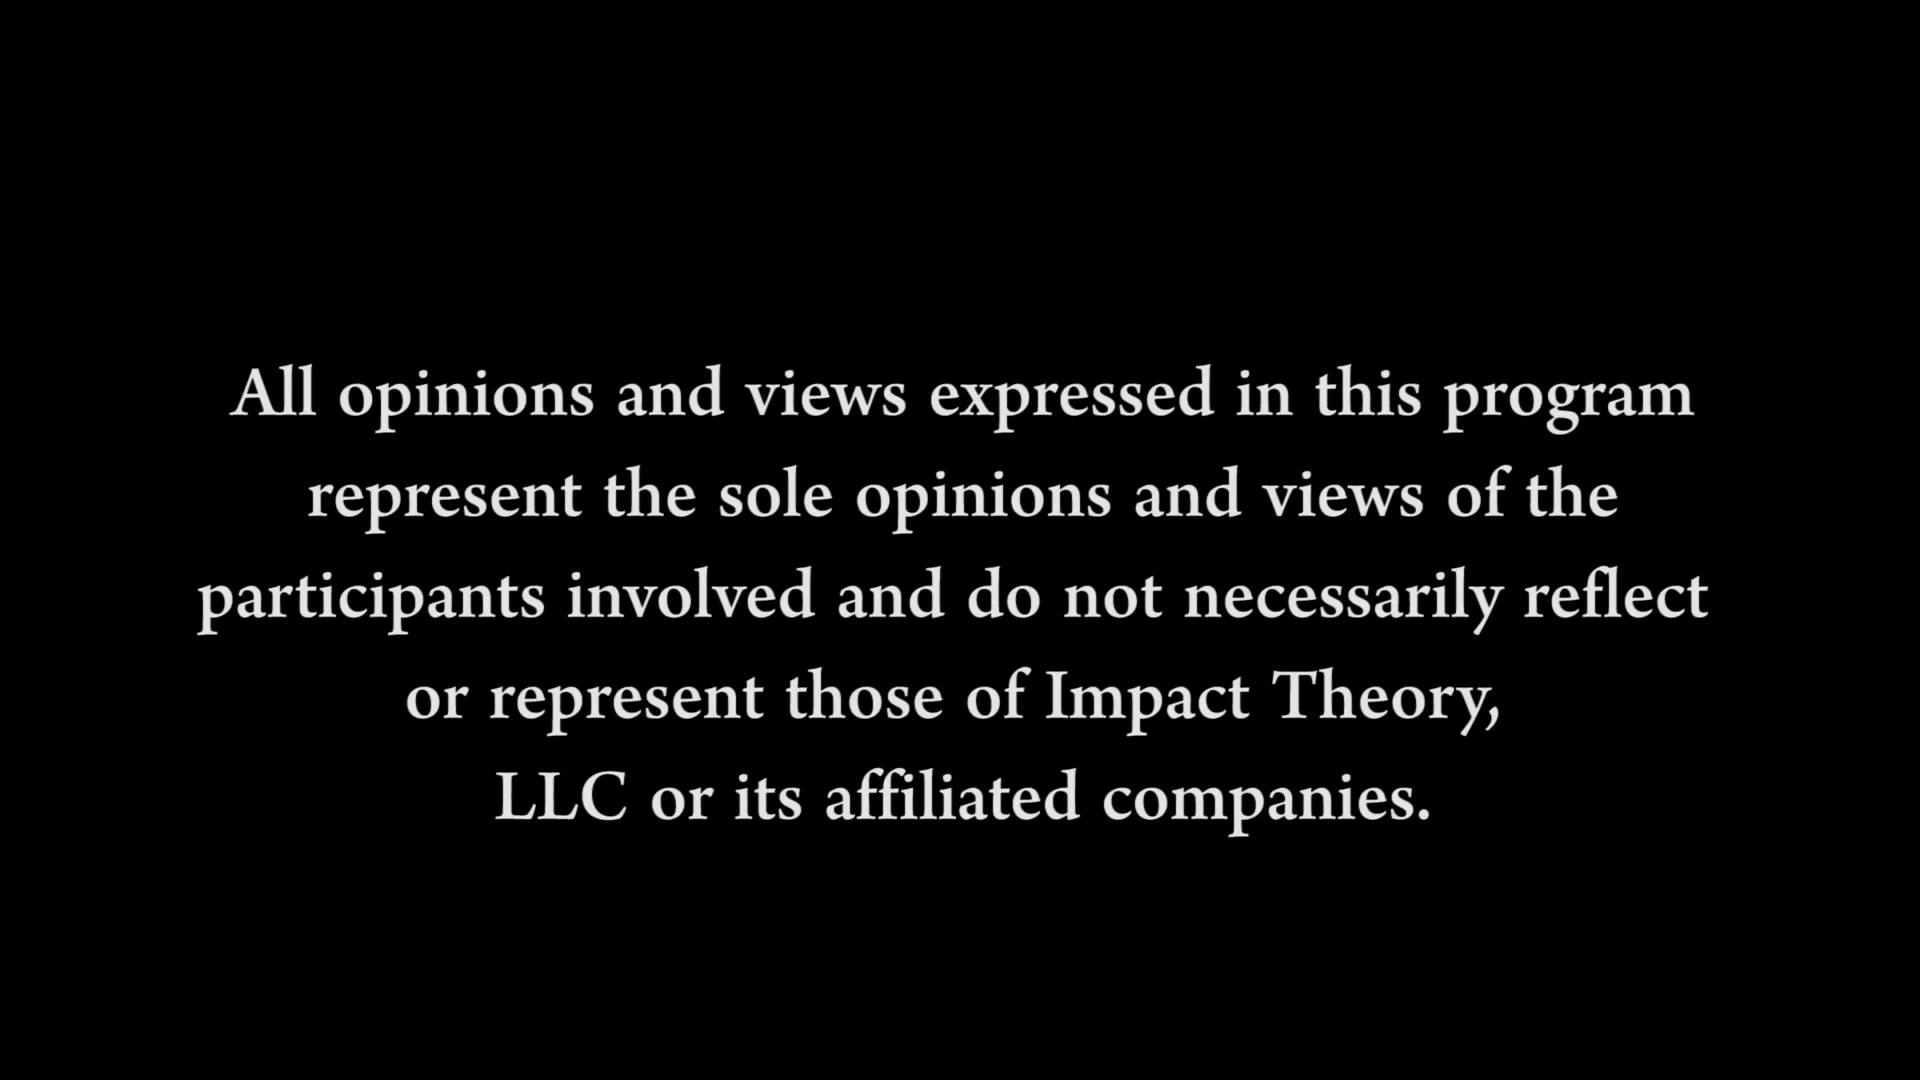 All opinions and views expressed in this program
represent the sole opinions and views of the
participants involved and do not necessarily reflect
or represent those of Impact Theory,
LLC or its affiliated companies.